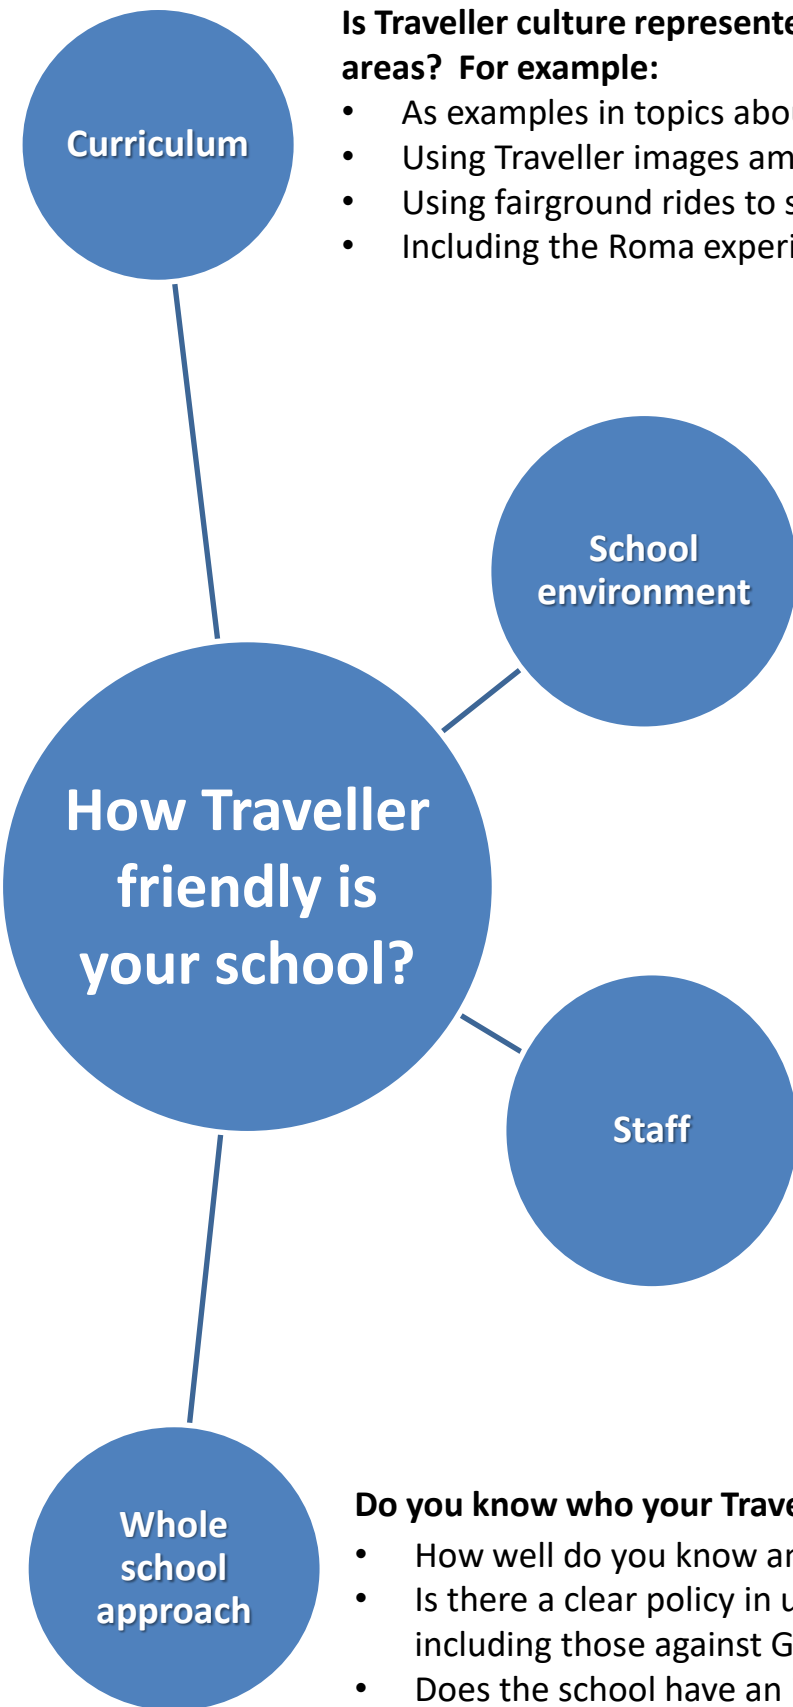 Is Traveller culture represente
areas? For example:
• As examples in topics abou
• Using Traveller images am
• Using fairground rides to s
• Including the Roma experi
Curriculum
School
environment
How Traveller
friendly is
your school?
Staff
Whole
school
approach
Do you know who your Trave
• How well do you know an
• Is there a clear policy in u
including those against G
• Does the school have an